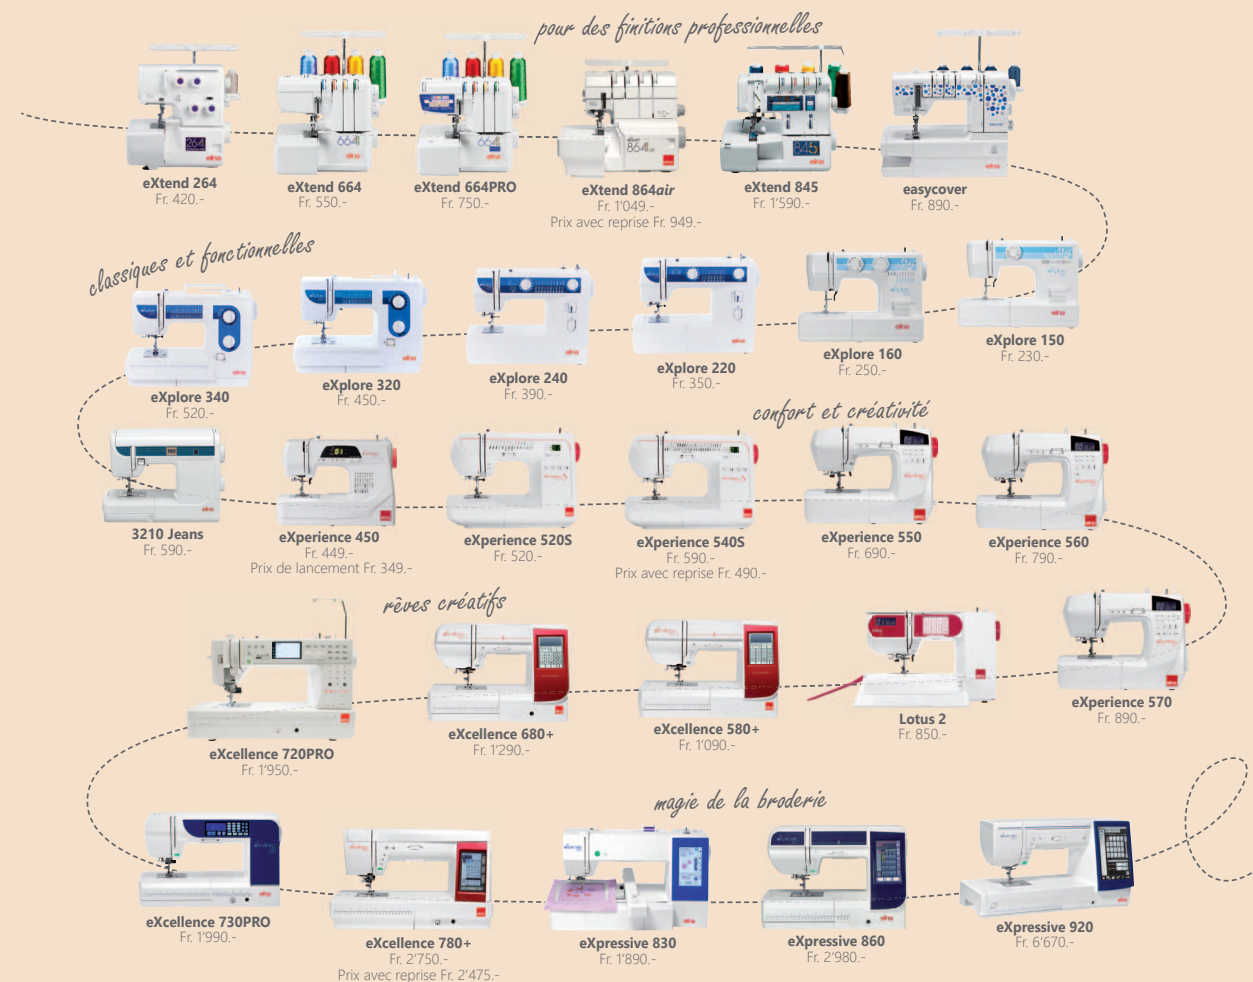 pour des finitions professionnelles
eXtend 264
Fr. 420.-
eXtend 664
Fr. 550.-
eXtend 664PRO
Fr. 750.-
eXtend 864air
Fr. 1'049.-
Prix avec reprise Fr. 949.-
eXtend 845
Fr. 1'590.-
easycover
Fr. 890.-
classiques et fonctionnelles
eXplore 340
Fr. 520.-
eXplore 320
Fr. 450.-
eXplore 240
Fr. 390.-
eXplore 220
Fr. 350.-
eXplore 160
Fr. 250.-
eXplore 150
Fr. 230.-
confort et créativité
3210 Jeans
Fr. 590.-
eXperience 450
Fr. 449.-
Prix de lancement Fr. 349.-
eXperience 520S
Fr. 520.-
eXperience 540S
Fr. 590.-
Prix avec reprise Fr. 490.-
eXperience 550
Fr. 690.-
eXperience 560
Fr. 790.-
rêves créatifs
eXcellence 720PRO
Fr. 1'950.-
eXcellence 680+
Fr. 1'290.-
eXcellence 580+
Fr. 1'090.-
Lotus 2
Fr. 850.-
eXperience 570
Fr. 890.-
magie de la broderie
eXcellence 730PRO
Fr. 1'990.-
eXcellence 780+
Fr. 2'750.-
Prix avec reprise Fr. 2'475.-
eXpressive 830
Fr. 1'890.-
eXpressive 860
Fr. 2'980.-
eXpressive 920
Fr. 6'670.-